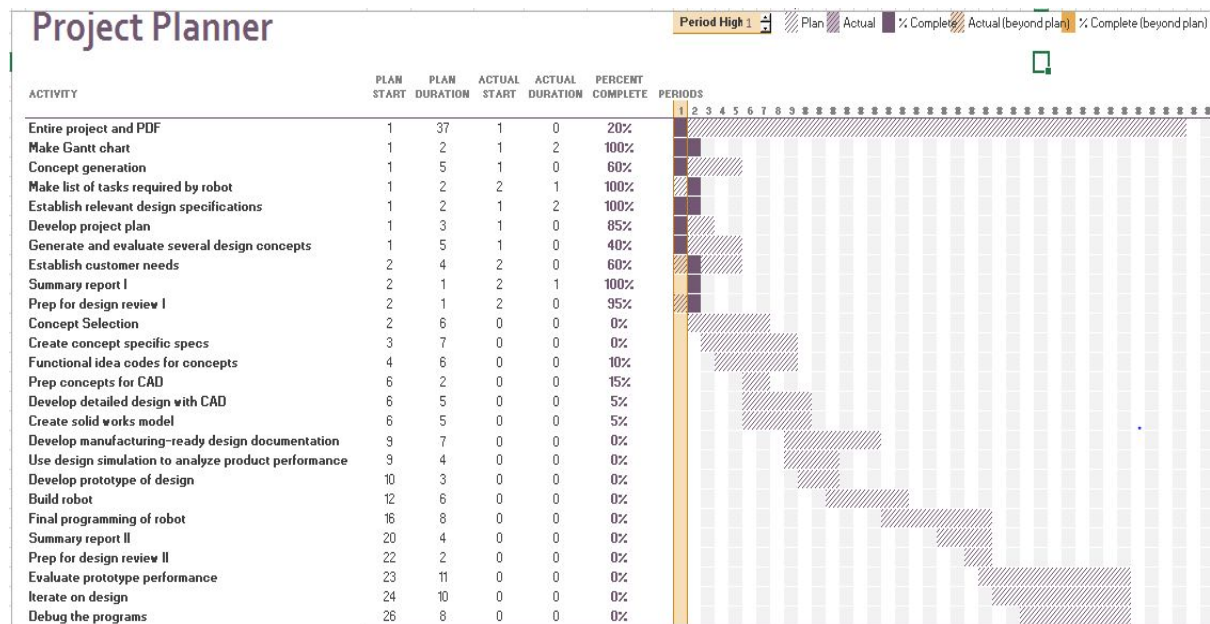 Project Planner
Period High 1 Plan Actual % Complete Actual (beyond plan) % Complete (beyond plan)
PLAN PLAN ACTUAL ACTUAL PERCENT
ACTIVITY START DURATION START DURATION COMPLETE PERIODS
1 2 3 4 5 6 7 8 9
Entire project and PDF 1 37 1 0 20%
Make Gantt chart 1 2 1 2 100%
Concept generation 1 5 1 0 60%
Make list of tasks required by robot 1 2 2 1 100%
Establish relevant design specifications 1 2 1 2 100%
Develop project plan 1 3 1 0 85%
Generate and evaluate several design concepts 1 5 1 0 40%
Establish customer needs 2 4 2 0 60%
Summary report I 2 1 2 1 100%
Prep for design review I 2 1 2 0 95%
Concept Selection 2 6 0 0 0%
Create concept specific specs 3 7 0 0 0%
Functional idea codes for concepts 4 6 0 0 10%
Prep concepts for CAD 6 2 0 0 15%
Develop detailed design with CAD 6 5 0 0 5%
Create solid works model 6 5 0 0 5%
Develop manufacturing-ready design documentation 9 7 0 0 0%
Use design simulation to analyze product performance 9 4 0 0 0%
Develop prototype of design 10 3 0 0 0%
Build robot 12 6 0 0 0%
Final programming of robot 16 8 0 0 0%
Summary report II 20 4 0 0 0%
Prep for design review II 22 2 0 0 0%
Evaluate prototype performance 23 11 0 0 0%
Iterate on design 24 10 0 0 0%
Debug the programs 26 8 0 0 0%